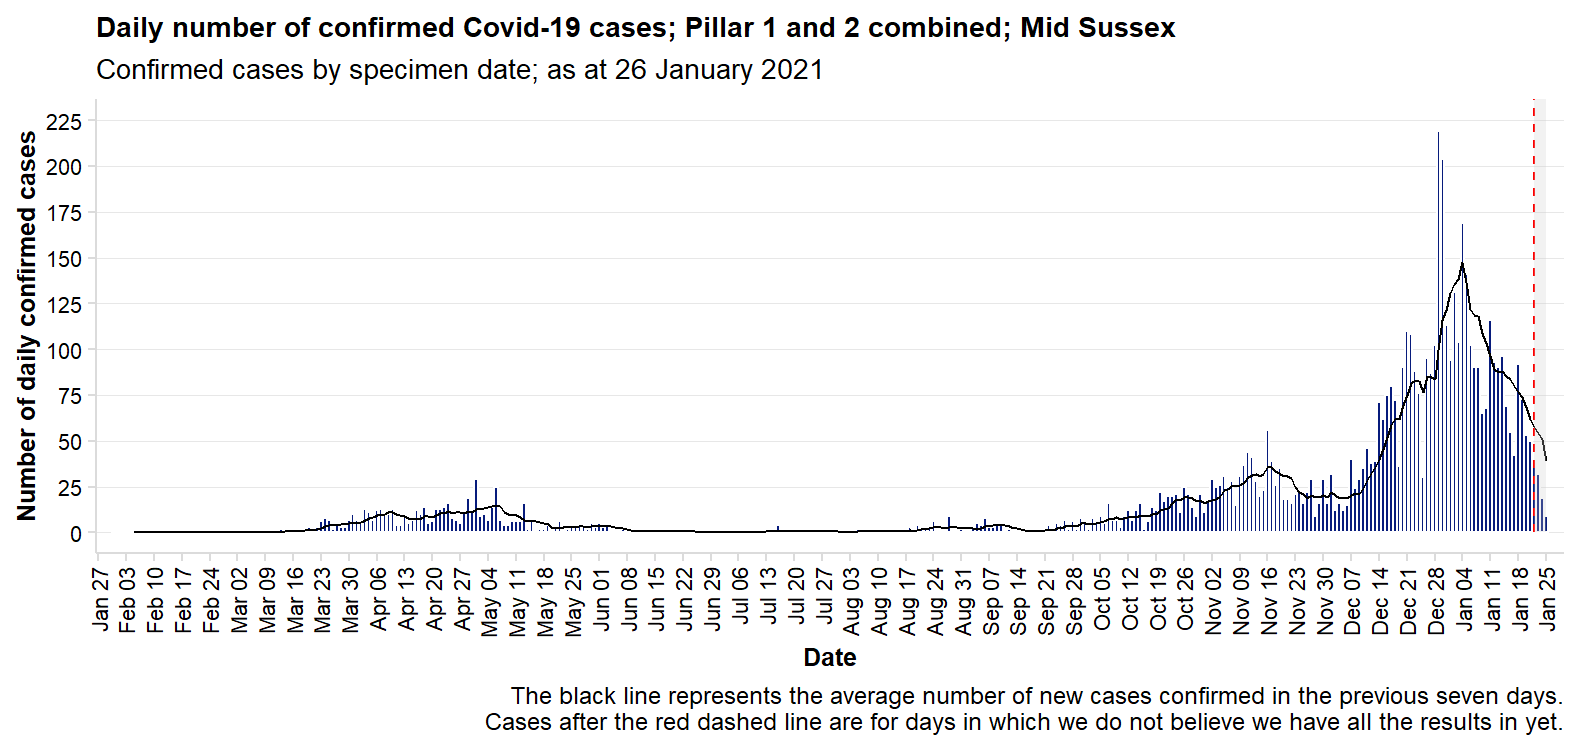 Daily number of confirmed Covid-19 cases; Pillar 1 and 2 combined; Mid Sussex
Confirmed cases by specimen date; as at 26 January 2021
Number of daily confirmed cases
225
200
175
150
125
100
75
50
25
0
Jan 27
Feb 03
Feb 10
Feb 17
Feb 24
Mar 02
Mar 09
Mar 16
Mar 23
Mar 30
Apr 06
Apr 13
Apr 20
Apr 27
May 04
May 11
May 18
May 25
Jun 01
Jun 08
Jun 15
Jun 22
Jun 29
Jul 06
Jul 13
Jul 20
Jul 27
Aug 03
Aug 10
Aug 17
Aug 24
Aug 31
Sep 07
Sep 14
Sep 21
Sep 28
Oct 05
Oct 12
Oct 19
Oct 26
Nov 02
Nov 09
Nov 16
Nov 23
Nov 30
Dec 07
Dec 14
Dec 21
Dec 28
Jan 04
Jan 11
Jan 18
Jan 25
Date
The black line represents the average number of new cases confirmed in the previous seven days.
Cases after the red dashed line are for days in which we do not believe we have all the results in yet.